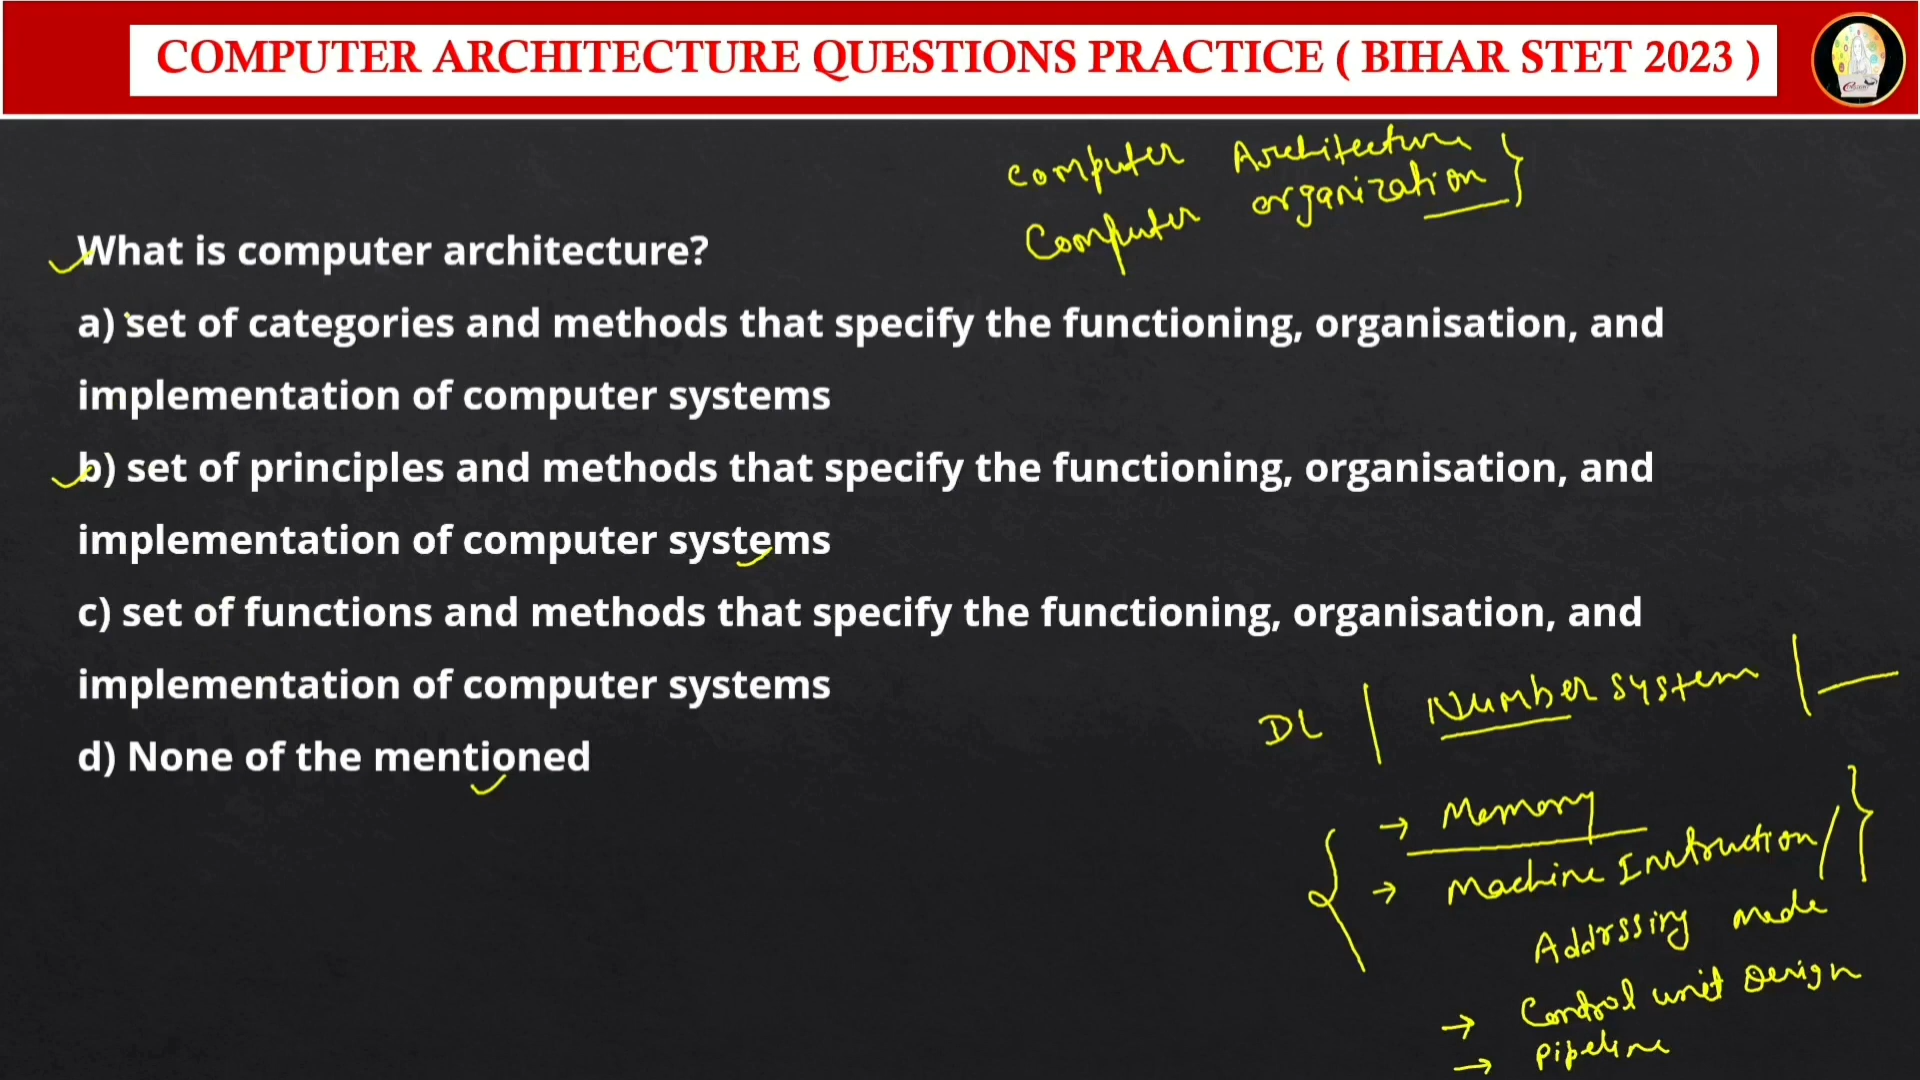 COMPUTER ARCHITECTURE QUESTIONS PRACTICE ( BIHAR STET 2023 )
Computer Architecture
Computer organization
What is computer architecture?
a) set of categories and methods that specify the functioning, organisation, and
implementation of computer systems
b) set of principles and methods that specify the functioning, organisation, and
implementation of computer systems
c) set of functions and methods that specify the functioning, organisation, and
implementation of computer systems
d) None of the mentioned
DL | Number system |
→ Memory
→ Machine Instruction /
Addrssing mode
→ Control unit Design
→ Pipeline